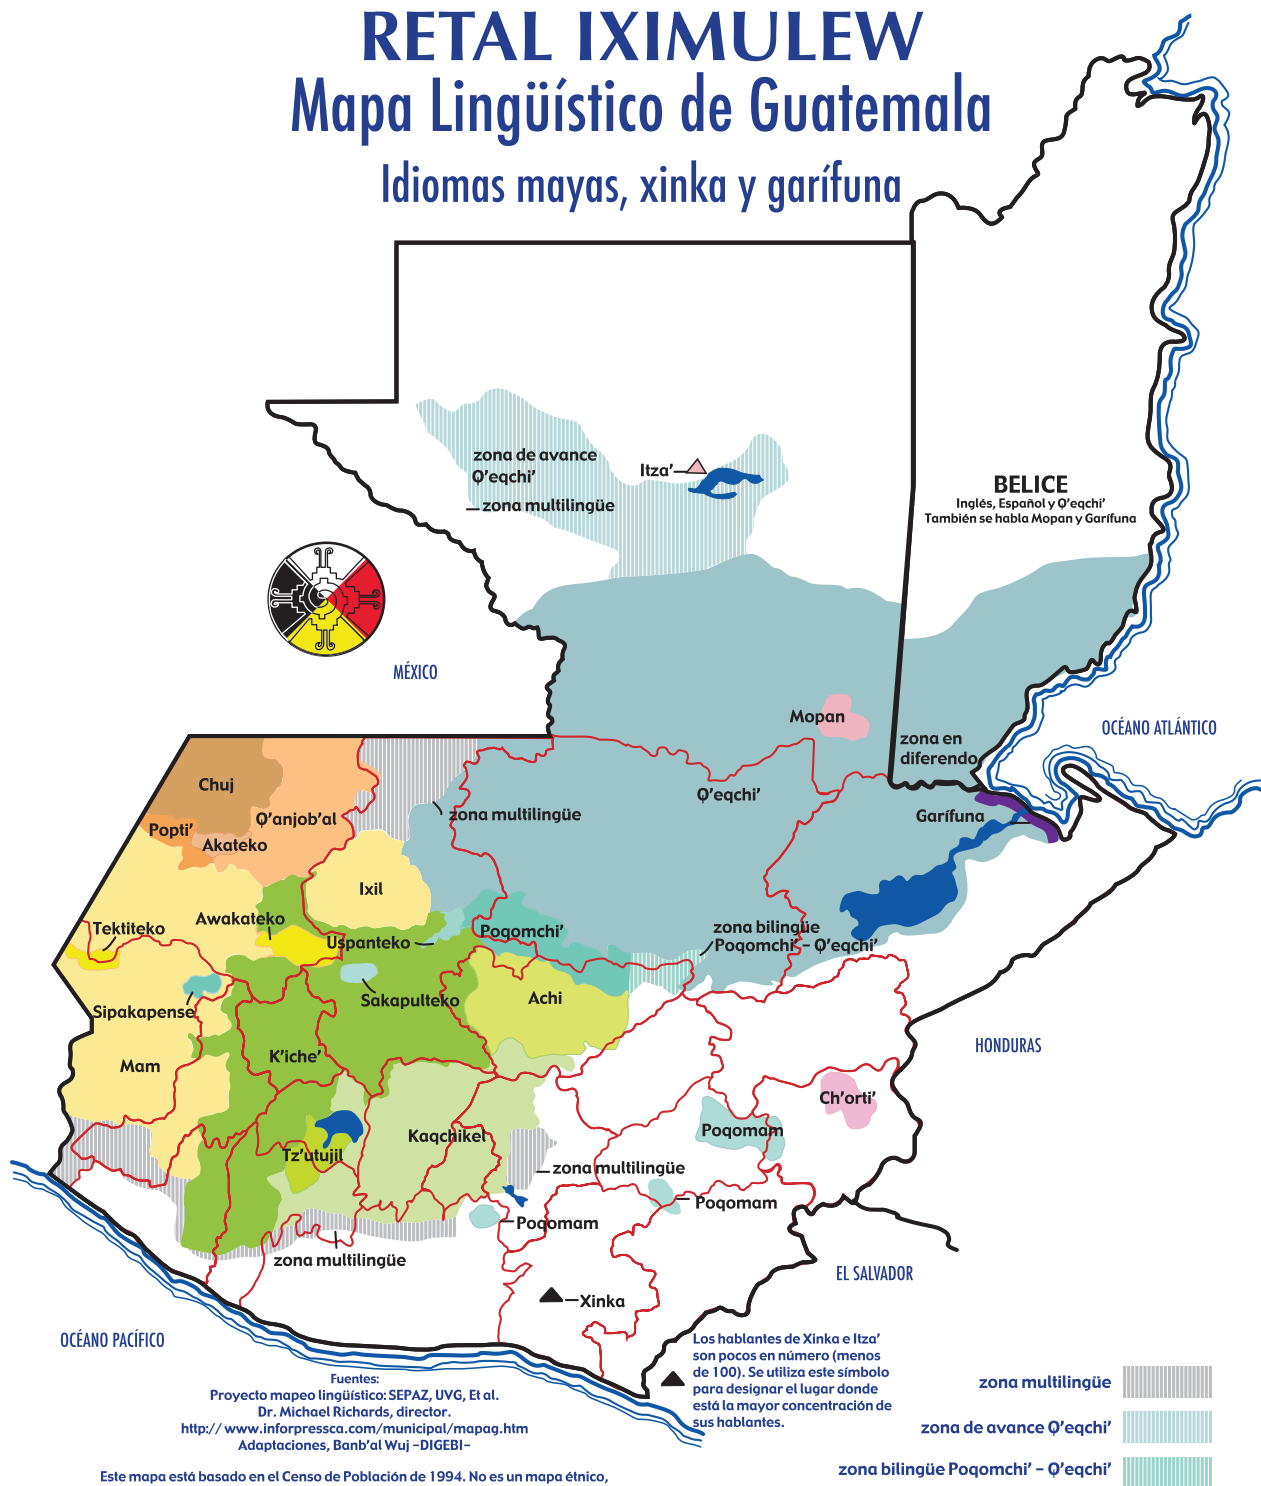 RETAL IXIMULEW
Mapa Lingüístico de Guatemala
Idiomas mayas, xinka y garífuna
zona de avance
Q'eqchi'
zona multilingüe
Itza'
BELICE
Inglés, Español y Q'eqchi'
También se habla Mopan y Garífuna
MÉXICO
Mopan
OCÉANO ATLÁNTICO
zona en
diferendo
Chuj
Q'eqchi'
Q'anjob'al
zona multilingüe
Garífuna
Popti'
Akateko
Ixil
Awakateko
Tektiteko
Uspanteko
Poqomchi'
zona bilingüe
Poqomchi' - Q'eqchi'
Sakapulteko
Achi
Sipakapense
Mam
K'iche'
HONDURAS
Ch'orti'
Kaqchikel
Poqomam
Tz'utujil
zona multilingüe
Poqomam
Poqomam
zona multilingüe
EL SALVADOR
Xinka
OCÉANO PACÍFICO
Los hablantes de Xinka e Itza'
son pocos en número (menos
de 100). Se utiliza este símbolo
para designar el lugar donde
está la mayor concentración de
sus hablantes.
Fuentes:
Proyecto mapeo lingüístico: SEPAZ, UVG, Et al.
Dr. Michael Richards, director.
http// www.inforpressca.com/municipal/mapag.htm
Adaptaciones, Banb'al Wuj -DIGEBI-
zona multilingüe
zona de avance Q'eqchi'
zona bilingüe Poqomchi' - Q'eqchi'
Este mapa está basado en el Censo de Población de 1994. No es un mapa étnico,